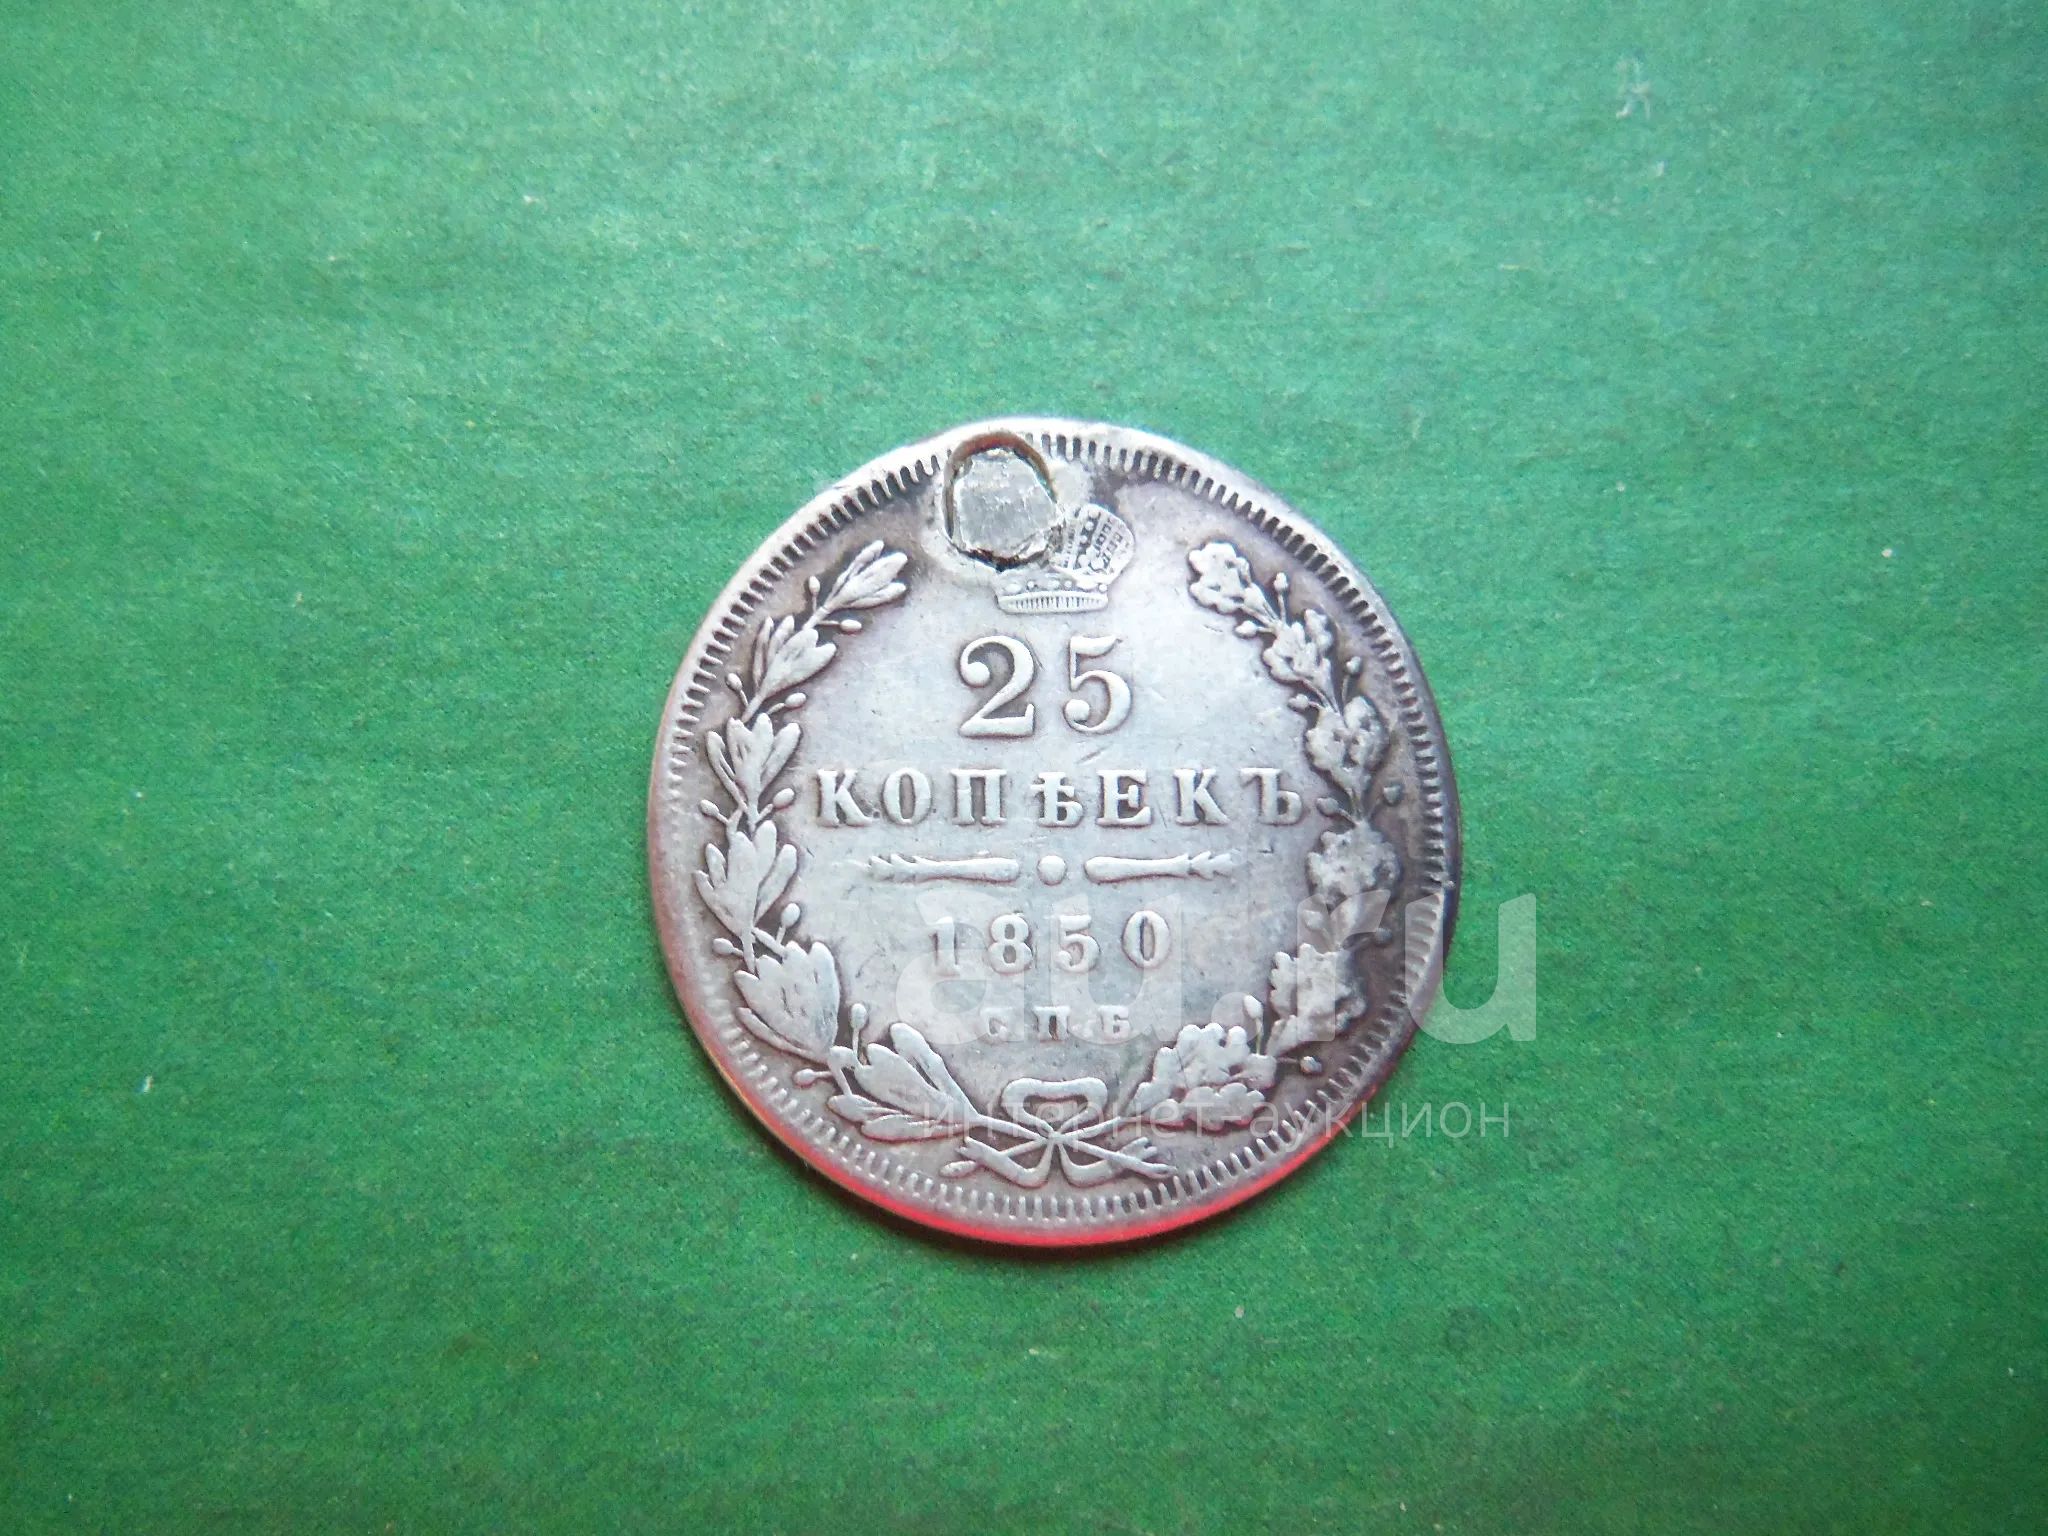 25
КОПѢЕКЪ
1850
С.П.Б
au.ru
интернет-аукцион